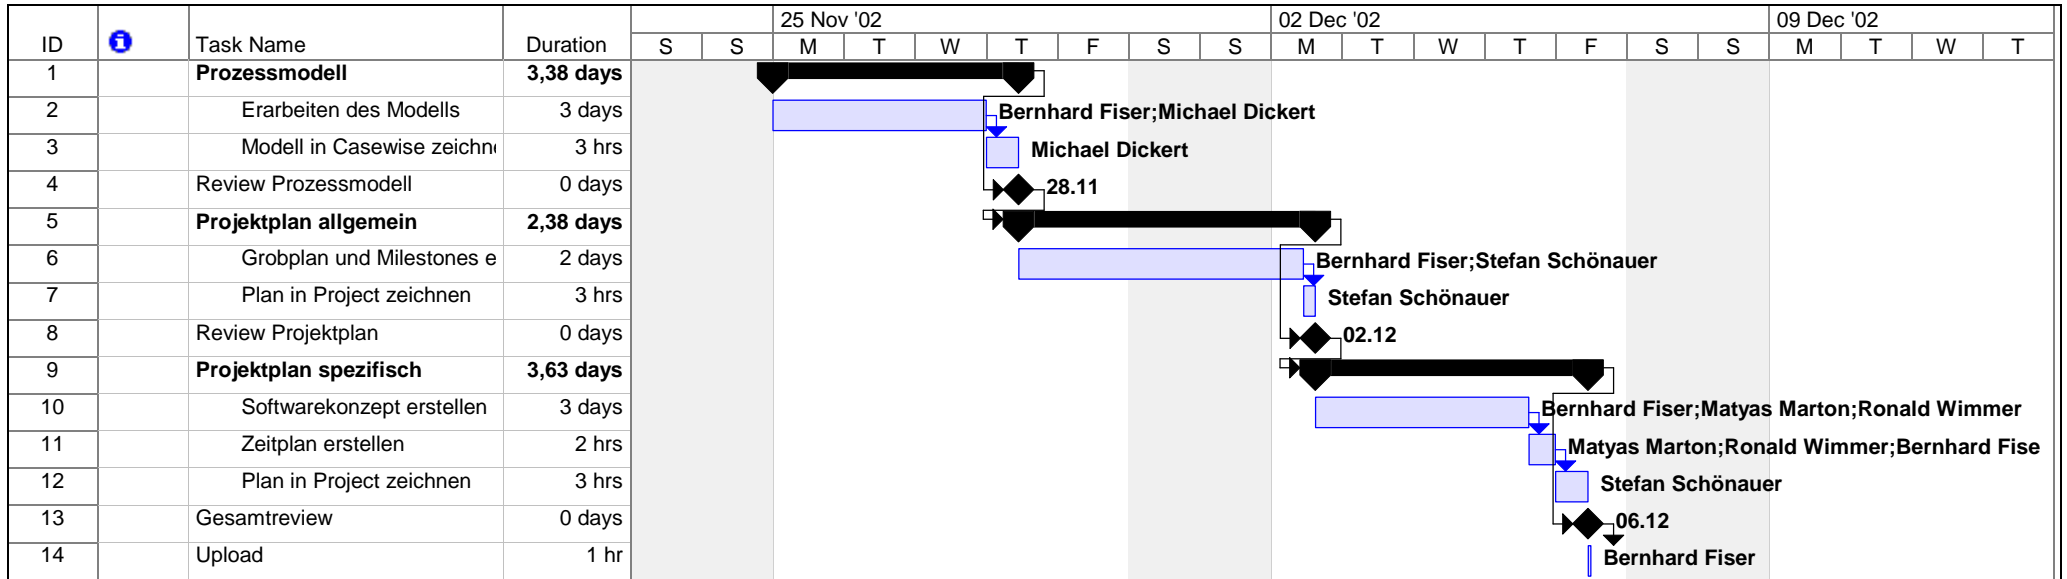 25 Nov '02 02 Dec '02 09 Dec '02
ID Task Name Duration S S M T W T F S S M T W T F S S M T W T
1 Prozessmodell 3,38 days
2 Erarbeiten des Modells 3 days Bernhard Fiser;Michael Dickert
3 Modell in Casewise zeichn 3 hrs Michael Dickert
4 Review Prozessmodell 0 days 28.11
5 Projektplan allgemein 2,38 days
6 Grobplan und Milestones e 2 days Bernhard Fiser;Stefan Schönauer
7 Plan in Project zeichnen 3 hrs Stefan Schönauer
8 Review Projektplan 0 days 02.12
9 Projektplan spezifisch 3,63 days
10 Softwarekonzept erstellen 3 days Bernhard Fiser;Matyas Marton;Ronald Wimmer
11 Zeitplan erstellen 2 hrs Matyas Marton;Ronald Wimmer;Bernhard Fise
12 Plan in Project zeichnen 3 hrs Stefan Schönauer
13 Gesamtreview 0 days 06.12
14 Upload 1 hr Bernhard Fiser